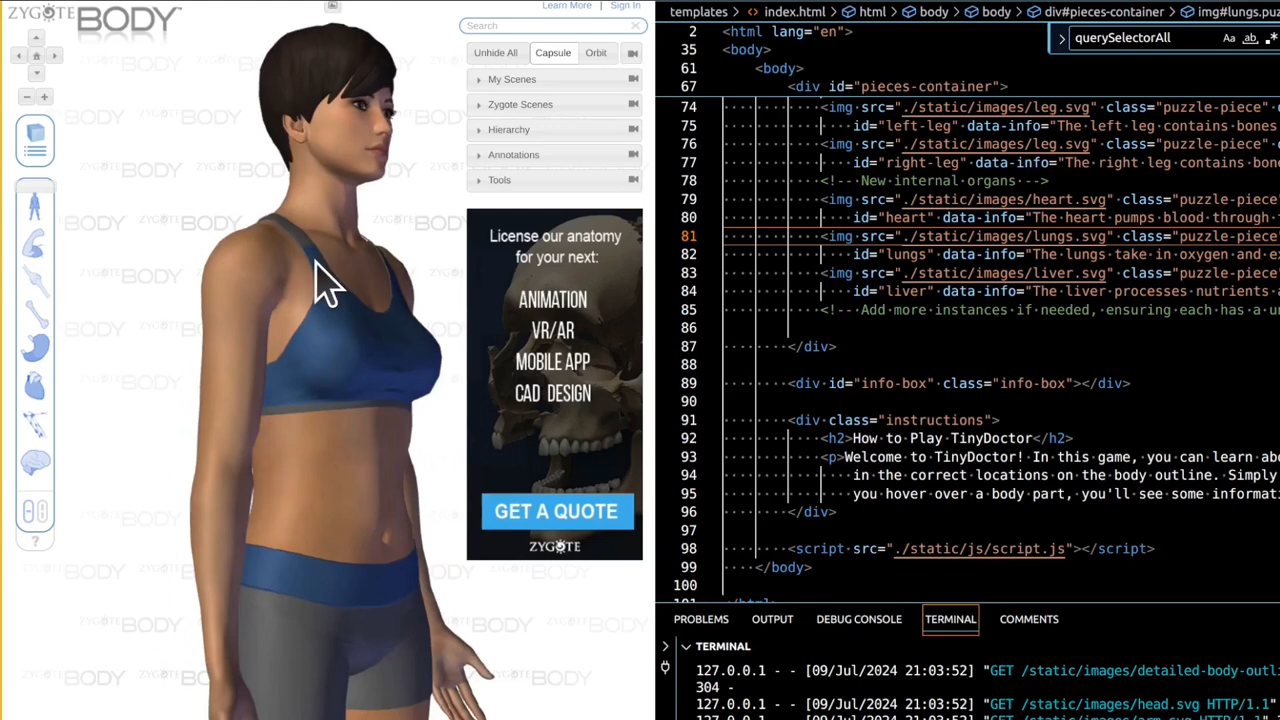 ZYGOTE BODY™
Learn More | Sign In
Search
Unhide All Capsule Orbit
My Scenes
Zygote Scenes
Hierarchy
Annotations
Tools
License our anatomy
for your next:
ANIMATION
VR/AR
MOBILE APP
CAD DESIGN
GET A QUOTE
ZYGOTE
?
templates > index.html > html > body > body > div#pieces-container > img#lungs.puz
querySelectorAll
Aa ab .*
2 <html lang="en">
35 <body>
61 <body>
67 <div id="pieces-container">
74 <img src="./static/images/leg.svg" class="puzzle-piece"
75 id="left-leg" data-info="The left leg contains bones
76 <img src="./static/images/leg.svg" class="puzzle-piece"
77 id="right-leg" data-info="The right leg contains bon
78 <!-- New internal organs -->
79 <img src="./static/images/heart.svg" class="puzzle-piece
80 id="heart" data-info="The heart pumps blood through
81 <img src="./static/images/lungs.svg" class="puzzle-piece
82 id="lungs" data-info="The lungs take in oxygen and e
83 <img src="./static/images/liver.svg" class="puzzle-piece
84 id="liver" data-info="The liver processes nutrients a
85 <!-- Add more instances if needed, ensuring each has a u
86
87 </div>
88
89 <div id="info-box" class="info-box"></div>
90
91 <div class="instructions">
92 <h2>How to Play TinyDoctor</h2>
93 <p>Welcome to TinyDoctor! In this game, you can learn abo
94 in the correct locations on the body outline. Simply
95 you hover over a body part, you'll see some informati
96 </div>
97
98 <script src="./static/js/script.js"></script>
99 </body>
100
PROBLEMS OUTPUT DEBUG CONSOLE TERMINAL COMMENTS
TERMINAL
127.0.0.1 - - [09/Jul/2024 21:03:52] "GET /static/images/detailed-body-outli
304 -
127.0.0.1 - - [09/Jul/2024 21:03:52] "GET /static/images/head.svg HTTP/1.1"